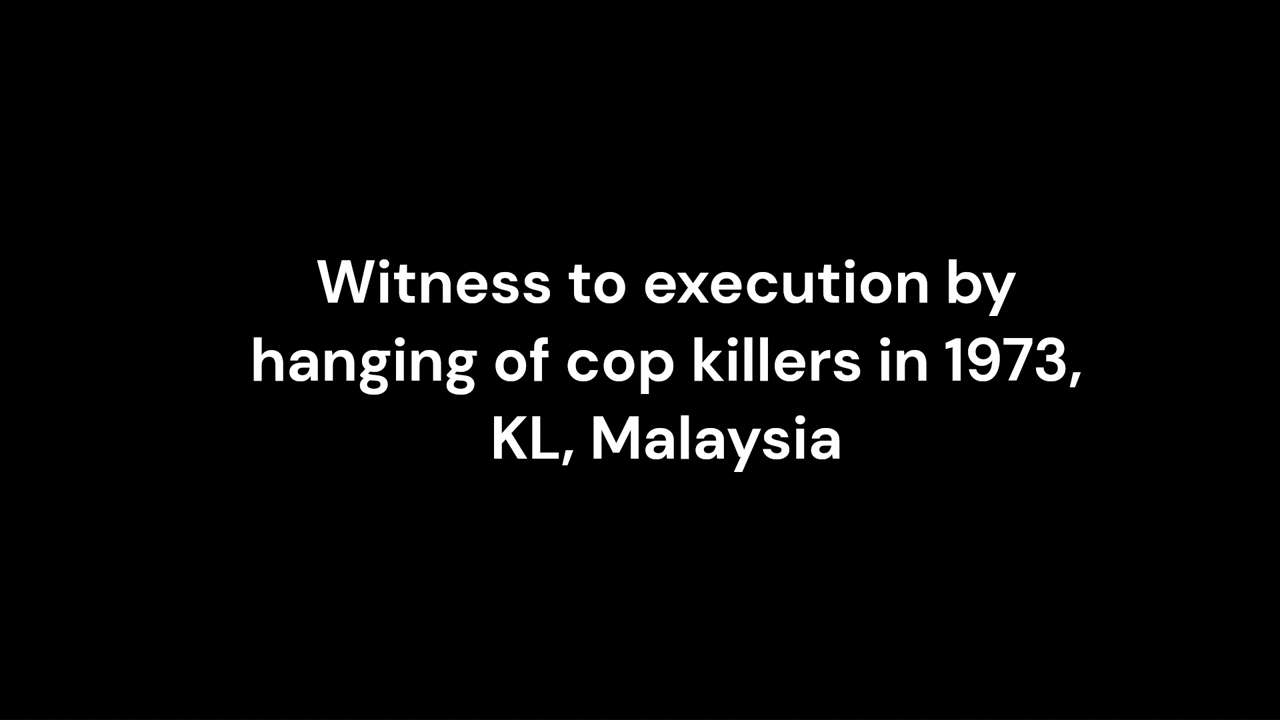 Witness to execution by
hanging of cop killers in 1973,
KL, Malaysia